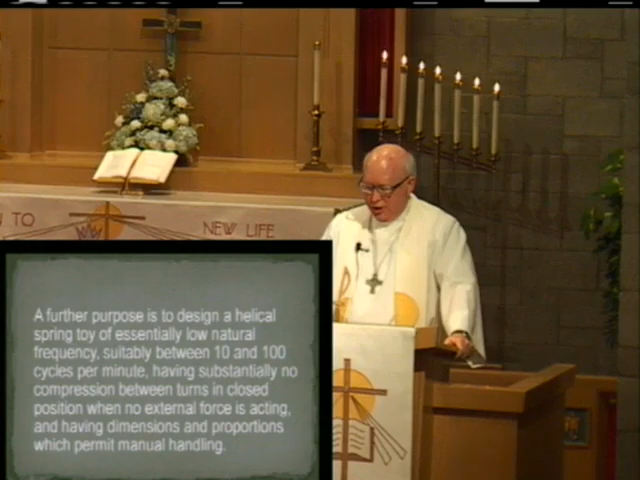 N TO
NEW LIFE
A further purpose is to design a helical
spring toy of essentially low natural
frequency, suitably between 10 and 100
cycles per minute, having substantially no
compression between turns in closed
position when no external force is acting,
and having dimensions and proportions
which permit manual handling.